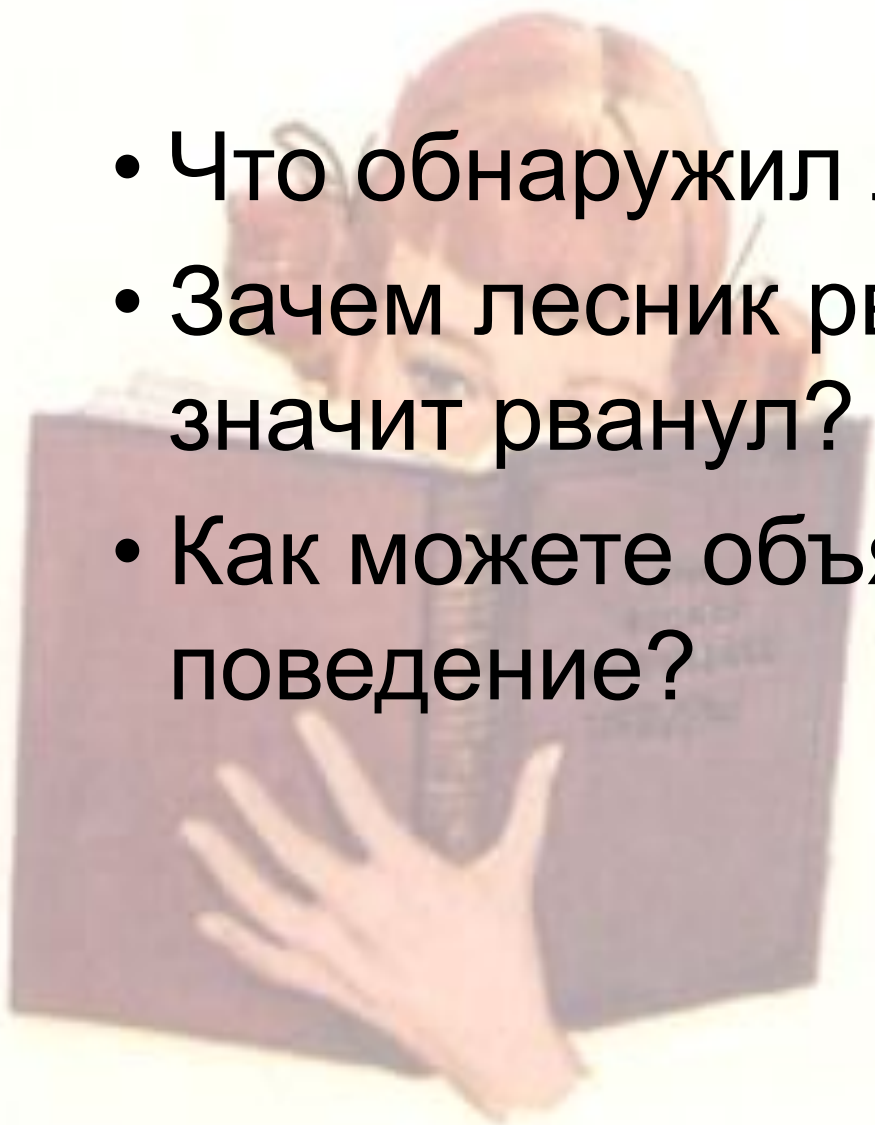 • Что обнаружил
• Зачем лесник
значит рванул?
• Как можете
поведение?